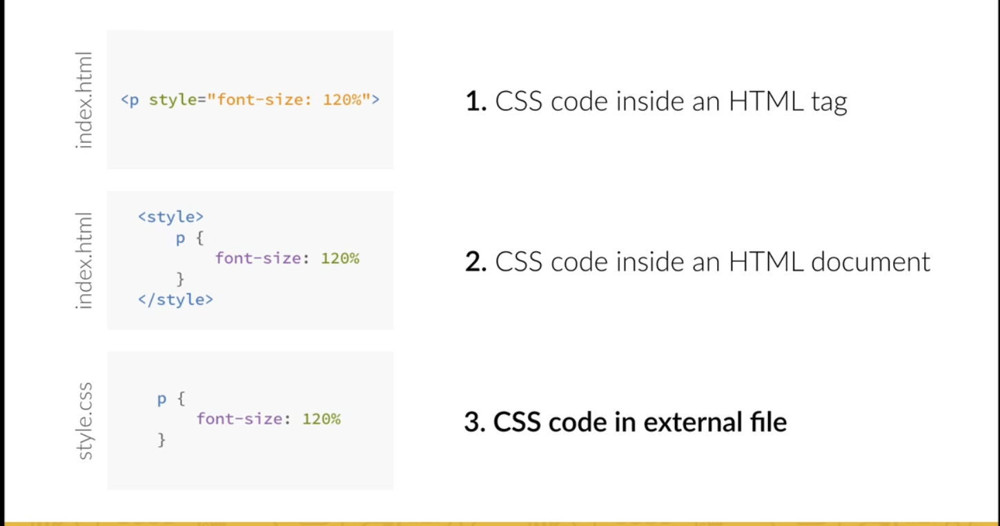 index.html
<p style="font-size: 120%">
1. CSS code inside an HTML tag
index.html
<style>
p {
font-size: 120%
}
</style>
2. CSS code inside an HTML document
style.css
p {
font-size: 120%
}
3. CSS code in external file